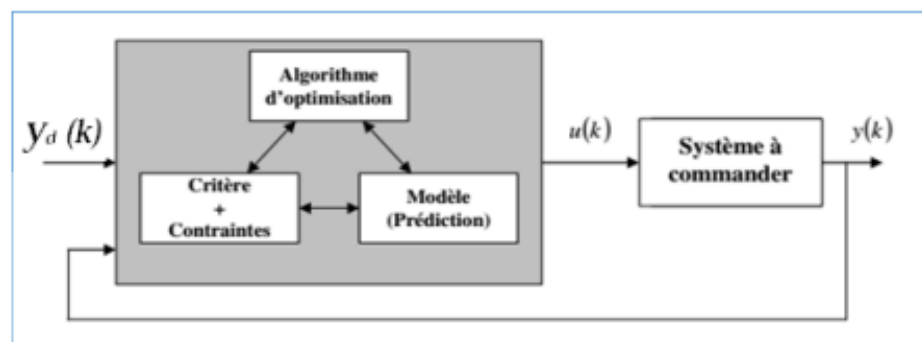 Algorithme
d'optimisation
y_d (k)
u(k)
y(k)
Système à
commander
Critère
+
Contraintes
Modèle
(Prédiction)